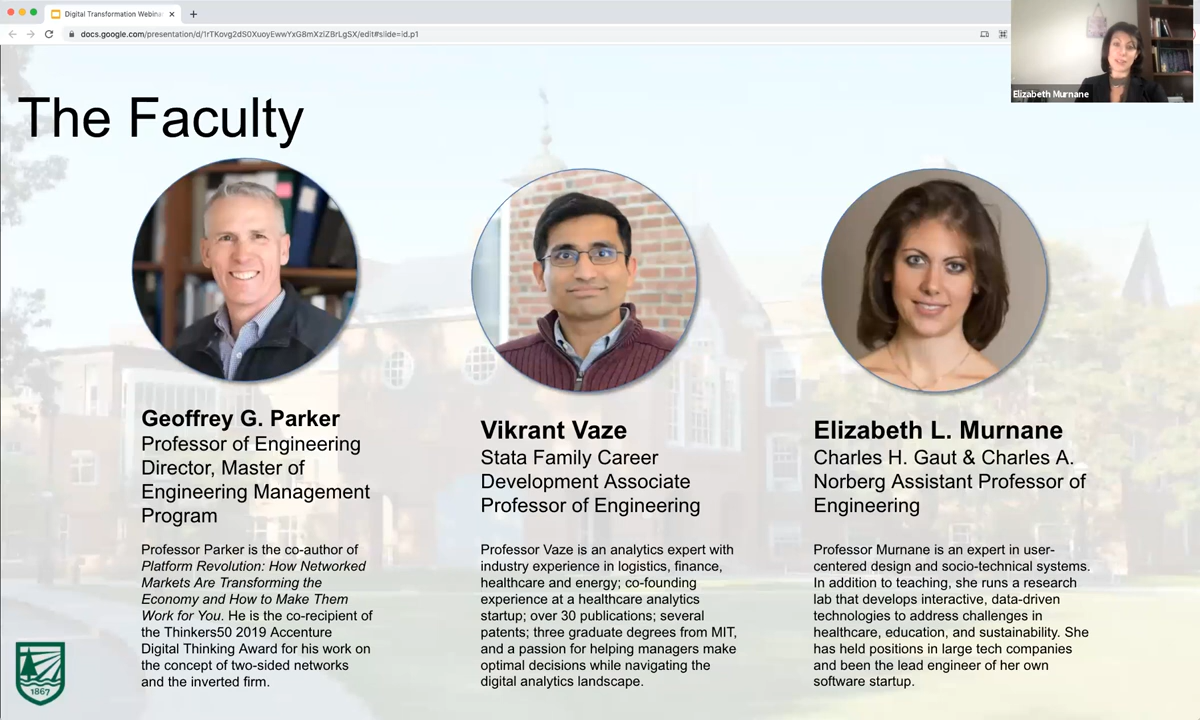 Digital Transformation Webina
docs.google.com/presentation/d/1rTKovg2dS0XuoyEwwYxG8mXzIZBrLgSX/edit#slide=id.p1
Elizabeth Murnane
The Faculty
Geoffrey G. Parker
Professor of Engineering
Director, Master of
Engineering Management
Program
Professor Parker is the co-author of
Platform Revolution: How Networked
Markets Are Transforming the
Economy and How to Make Them
Work for You. He is the co-recipient of
the Thinkers50 2019 Accenture
Digital Thinking Award for his work on
the concept of two-sided networks
and the inverted firm.
Vikrant Vaze
Stata Family Career
Development Associate
Professor of Engineering
Professor Vaze is an analytics expert with
industry experience in logistics, finance,
healthcare and energy; co-founding
experience at a healthcare analytics
startup; over 30 publications; several
patents; three graduate degrees from MIT,
and a passion for helping managers make
optimal decisions while navigating the
digital analytics landscape.
Elizabeth L. Murnane
Charles H. Gaut & Charles A.
Norberg Assistant Professor of
Engineering
Professor Murnane is an expert in user-
centered design and socio-technical systems.
In addition to teaching, she runs a research
lab that develops interactive, data-driven
technologies to address challenges in
healthcare, education, and sustainability. She
has held positions in large tech companies
and been the lead engineer of her own
software startup.
1867